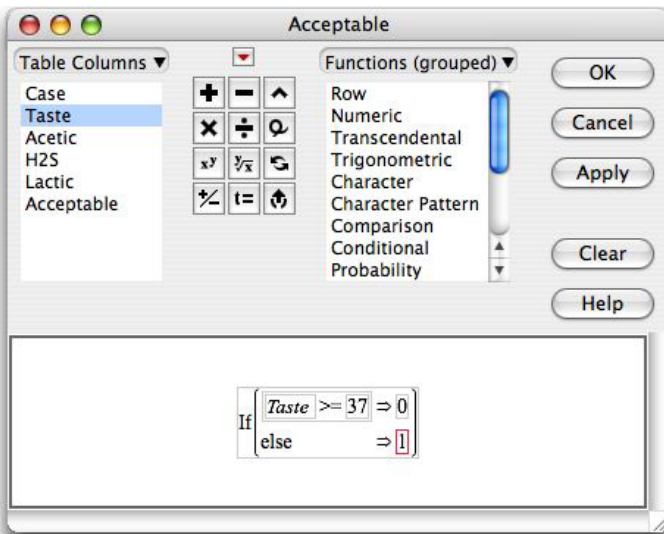 Acceptable
Table Columns ▼
Case
Taste
Acetic
H2S
Lactic
Acceptable
+ − ^
× ÷
xʸ ʸ√x
+/− t=
Functions (grouped) ▼
Row
Numeric
Transcendental
Trigonometric
Character
Character Pattern
Comparison
Conditional
Probability
OK
Cancel
Apply
Clear
Help
If Taste >= 37 ⇒ 0
else ⇒ 1